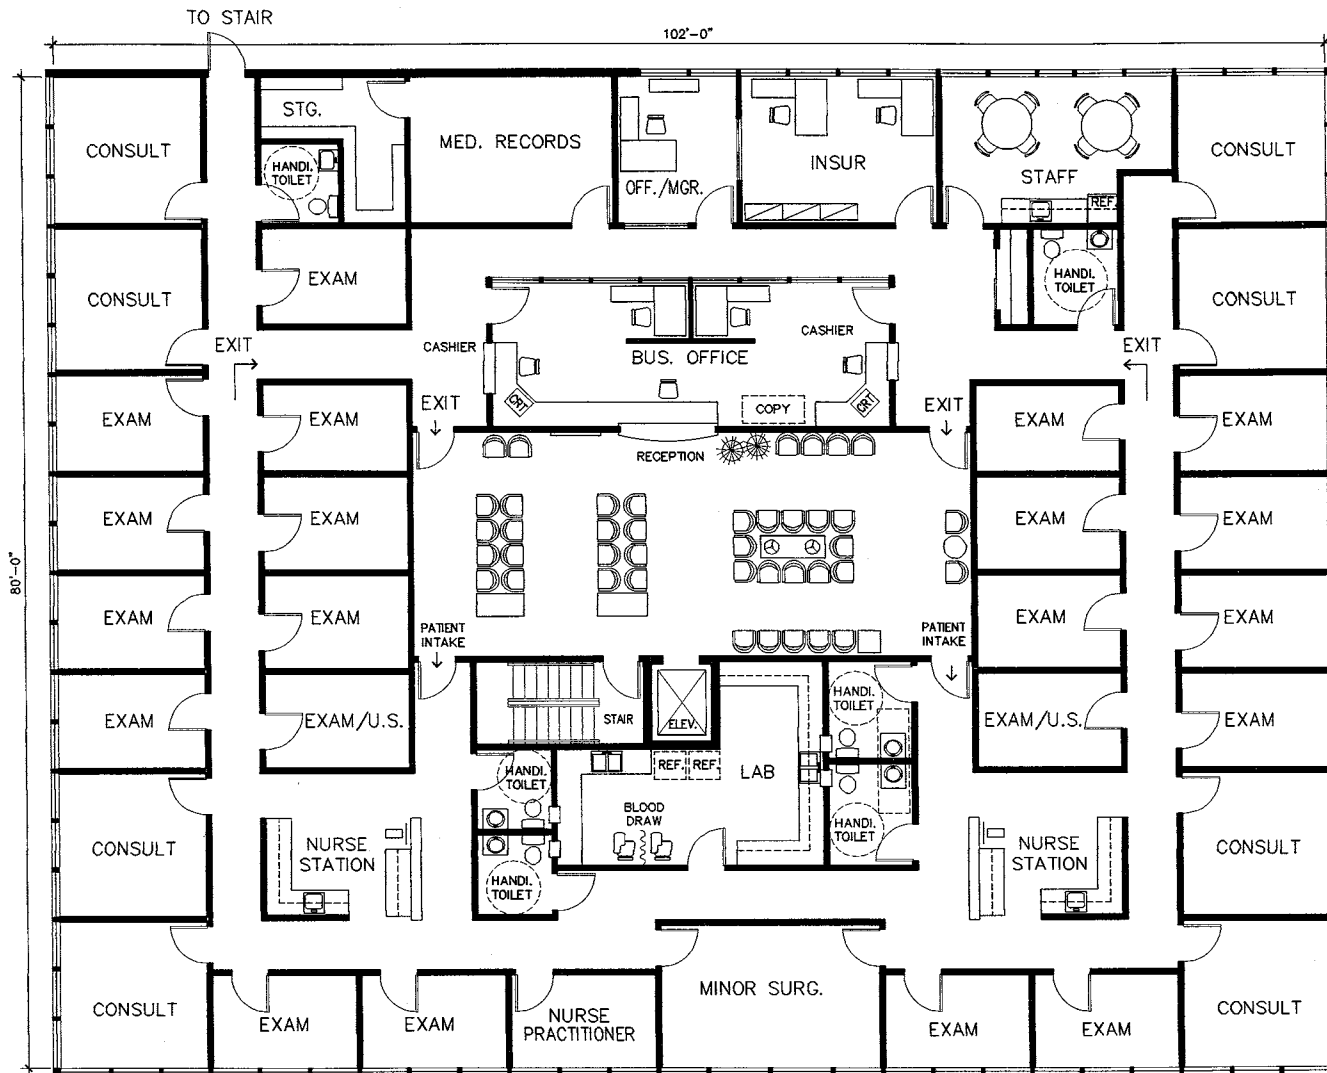 TO STAIR
102'-0"
80'-0"
CONSULT
STG.
HANDI.
TOILET
MED. RECORDS
OFF./MGR.
INSUR
STAFF
REF.
CONSULT
CONSULT
EXAM
HANDI.
TOILET
CONSULT
EXIT
CASHIER
BUS. OFFICE
CASHIER
EXIT
CRT
COPY
CRT
EXAM
EXAM
EXIT
RECEPTION
EXIT
EXAM
EXAM
EXAM
EXAM
EXAM
EXAM
EXAM
EXAM
PATIENT
INTAKE
PATIENT
INTAKE
EXAM
EXAM
EXAM
EXAM/U.S.
STAIR
ELEV.
HANDI.
TOILET
EXAM/U.S.
EXAM
HANDI.
TOILET
REF.
REF.
LAB
BLOOD
DRAW
HANDI.
TOILET
CONSULT
NURSE
STATION
HANDI.
TOILET
NURSE
STATION
CONSULT
CONSULT
EXAM
EXAM
NURSE
PRACTITIONER
MINOR SURG.
EXAM
EXAM
CONSULT